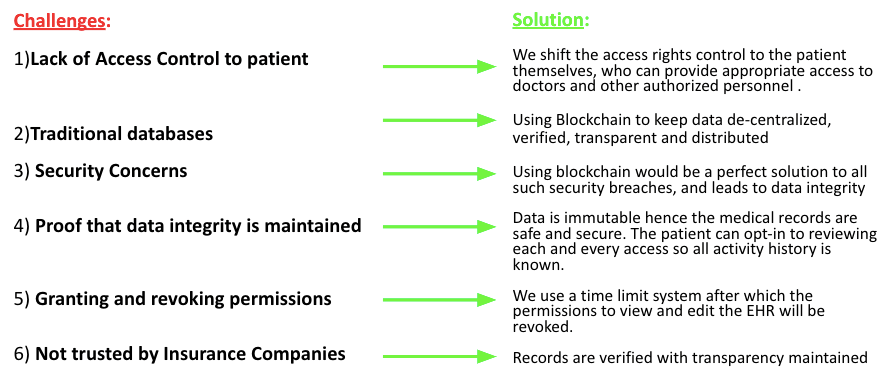 Challenges:
Solution:
1)Lack of Access Control to patient
We shift the access rights control to the patient
themselves, who can provide appropriate access to
doctors and other authorized personnel .
2)Traditional databases
Using Blockchain to keep data de-centralized,
verified, transparent and distributed
3) Security Concerns
Using blockchain would be a perfect solution to all
such security breaches, and leads to data integrity
4) Proof that data integrity is maintained
Data is immutable hence the medical records are
safe and secure. The patient can opt-in to reviewing
each and every access so all activity history is
known.
5) Granting and revoking permissions
We use a time limit system after which the
permissions to view and edit the EHR will be
revoked.
6) Not trusted by Insurance Companies
Records are verified with transparency maintained